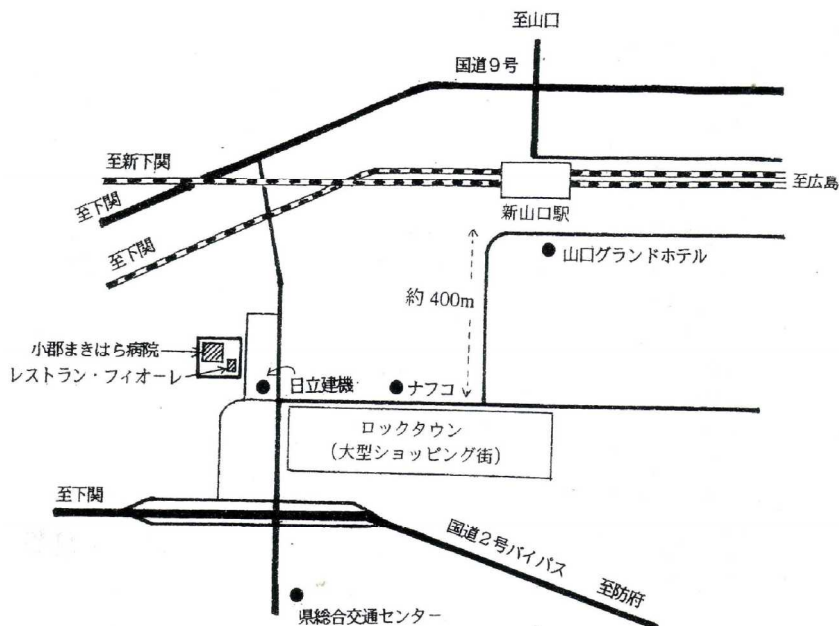 至山口
国道9号
至新下関
至広島
至下関
新山口駅
至下関
山口グランドホテル
約400m
小郡まきはら病院
レストラン・フィオーレ
日立建機
ナフコ
ロックタウン
（大型ショッピング街）
至下関
国道2号バイパス
至防府
県総合交通センター